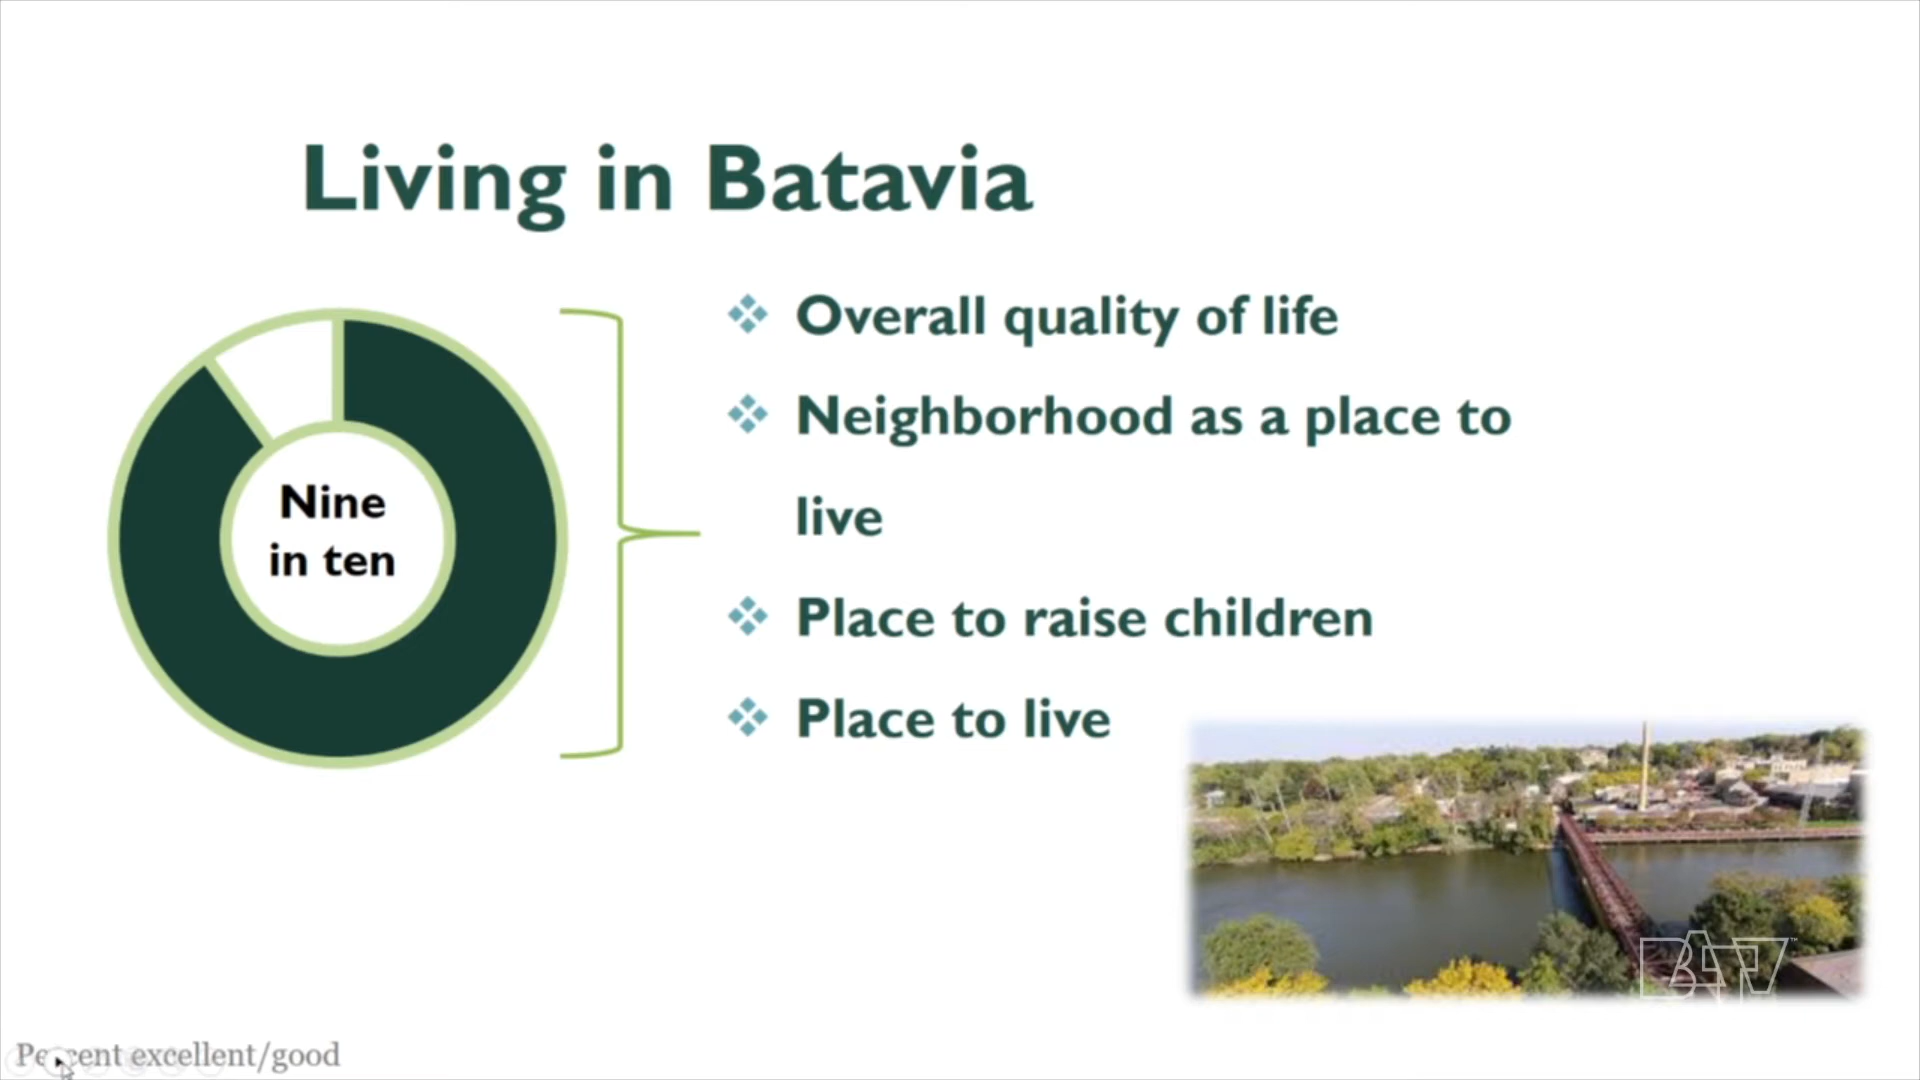 Living in Batavia
Nine
in ten
Overall quality of life
Neighborhood as a place to
live
Place to raise children
Place to live
BATV
Percent excellent/good